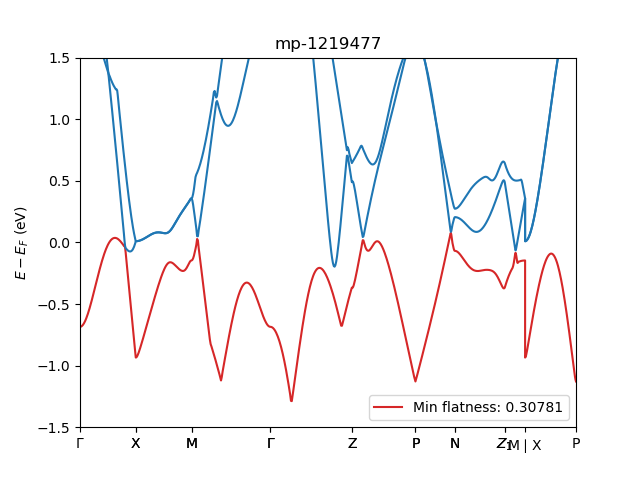 mp-1219477
E − E_F (eV)
1.5
1.0
0.5
0.0
−0.5
−1.0
−1.5
Min flatness: 0.30781
Γ X M Γ Z P N Z₁ M | X P